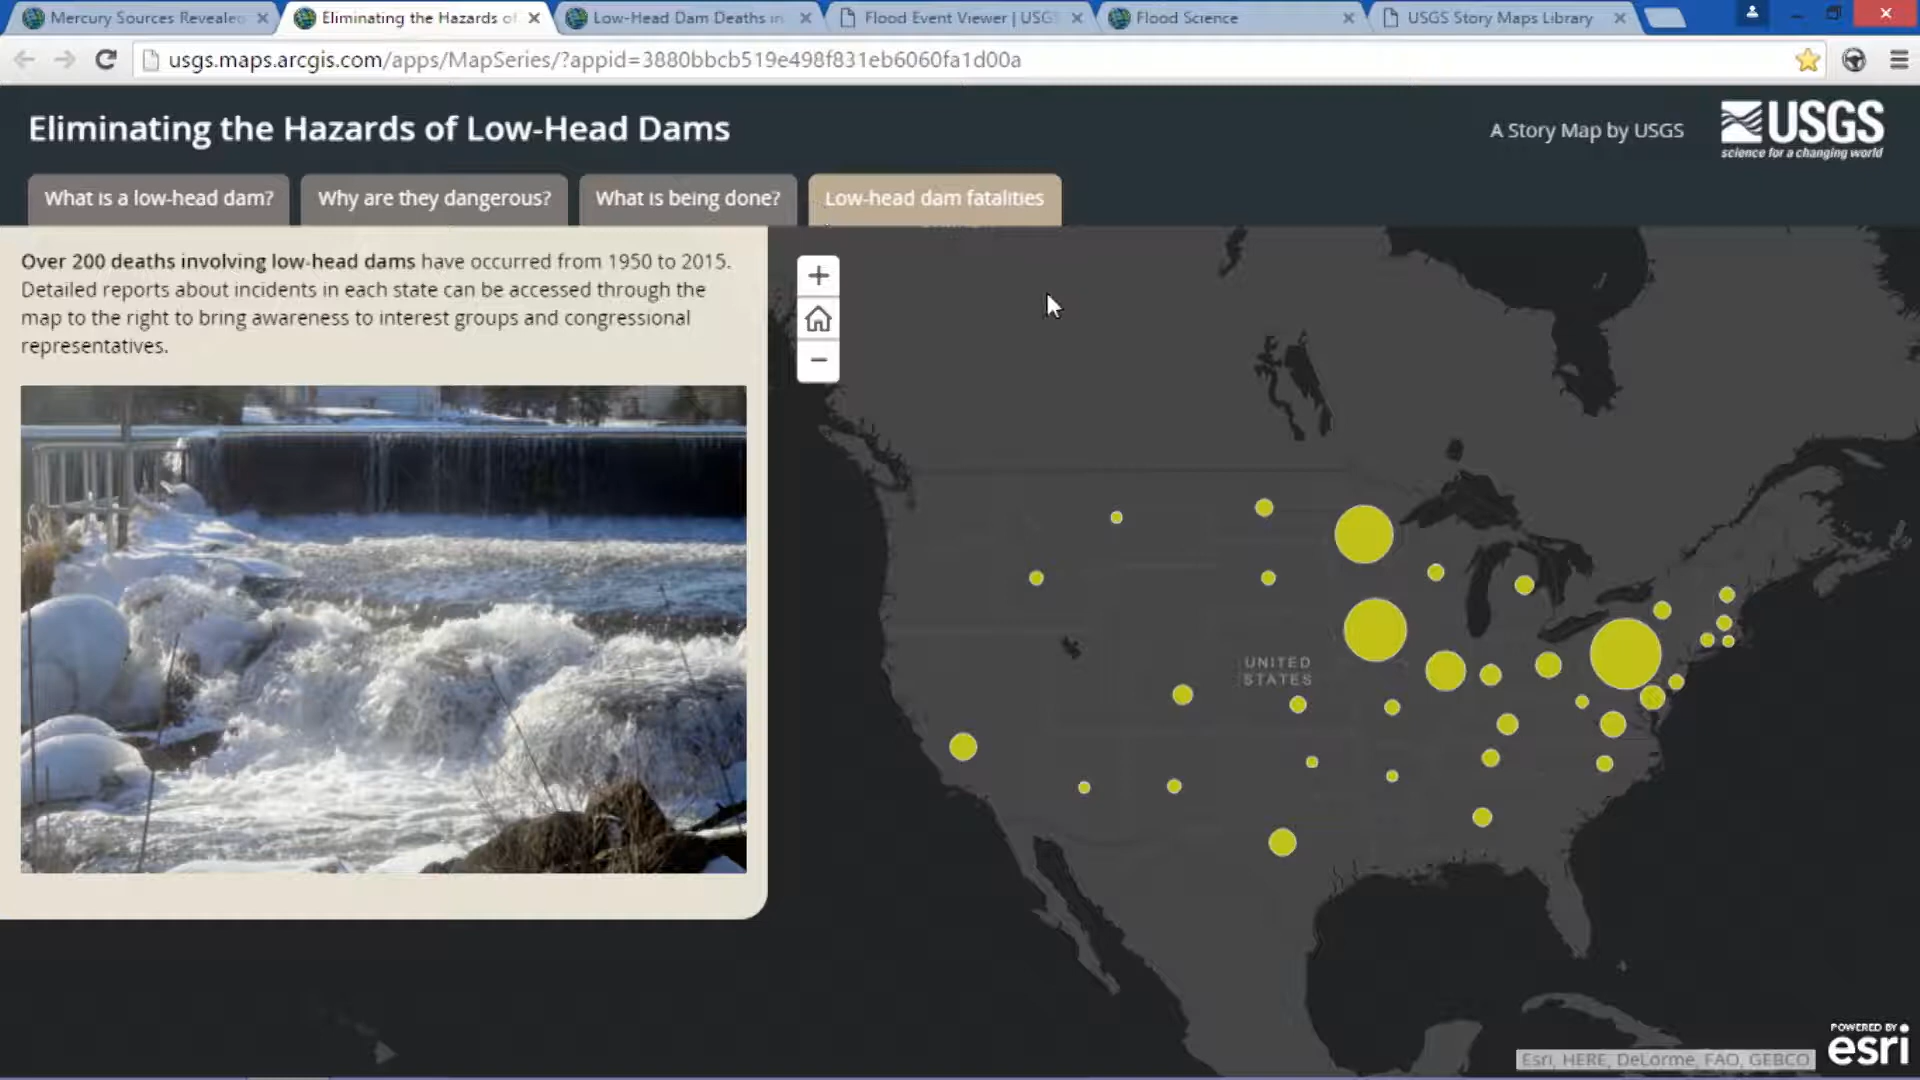 Mercury Sources Reveale
Eliminating the Hazards o
Low-Head Dam Deaths in
Flood Event Viewer | USG
Flood Science
USGS Story Maps Library
usgs.maps.arcgis.com/apps/MapSeries/?appid=3880bbcb519e498f831eb6060fa1d00a
Eliminating the Hazards of Low-Head Dams
A Story Map by USGS
USGS
science for a changing world
What is a low-head dam?
Why are they dangerous?
What is being done?
Low-head dam fatalities
Over 200 deaths involving low-head dams have occurred from 1950 to 2015.
Detailed reports about incidents in each state can be accessed through the
map to the right to bring awareness to interest groups and congressional
representatives.
UNITED
STATES
POWERED BY
esri
Esri, HERE, DeLorme, FAO, GEBCO